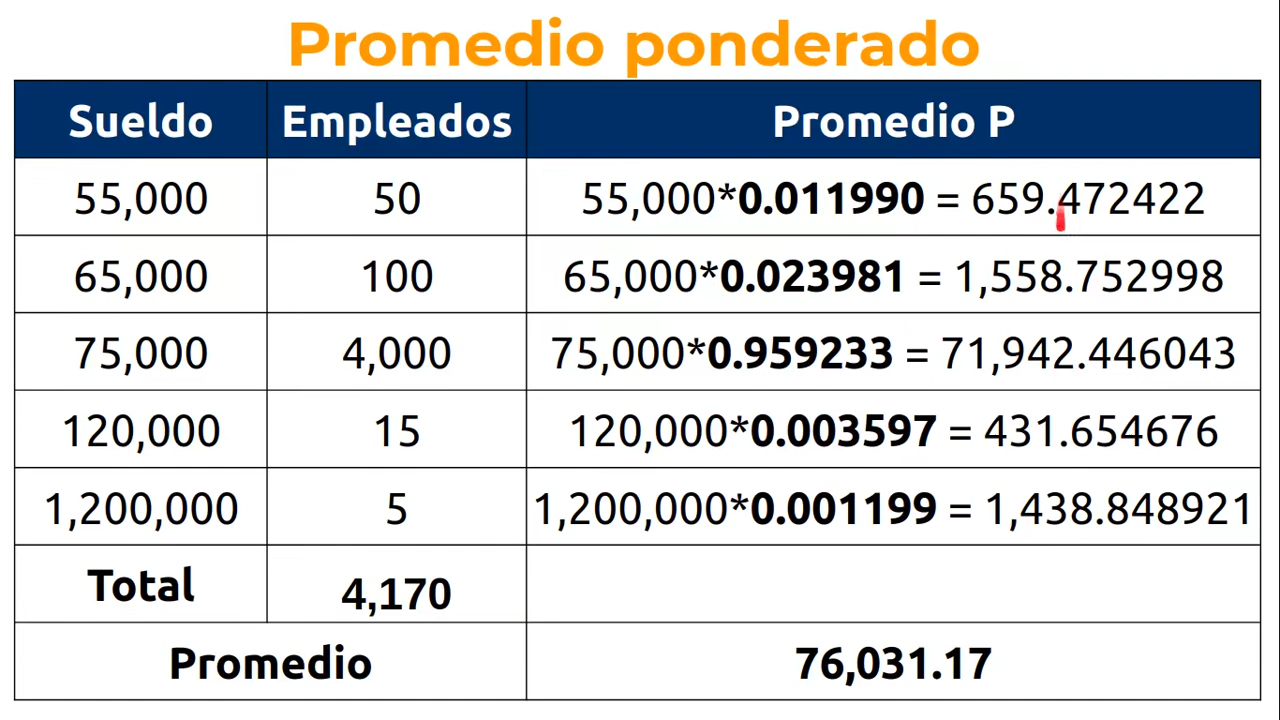 Promedio ponderado
Sueldo Empleados Promedio P
55,000 50 55,000*0.011990 = 659.472422
65,000 100 65,000*0.023981 = 1,558.752998
75,000 4,000 75,000*0.959233 = 71,942.446043
120,000 15 120,000*0.003597 = 431.654676
1,200,000 5 1,200,000*0.001199 = 1,438.848921
Total 4,170
Promedio 76,031.17